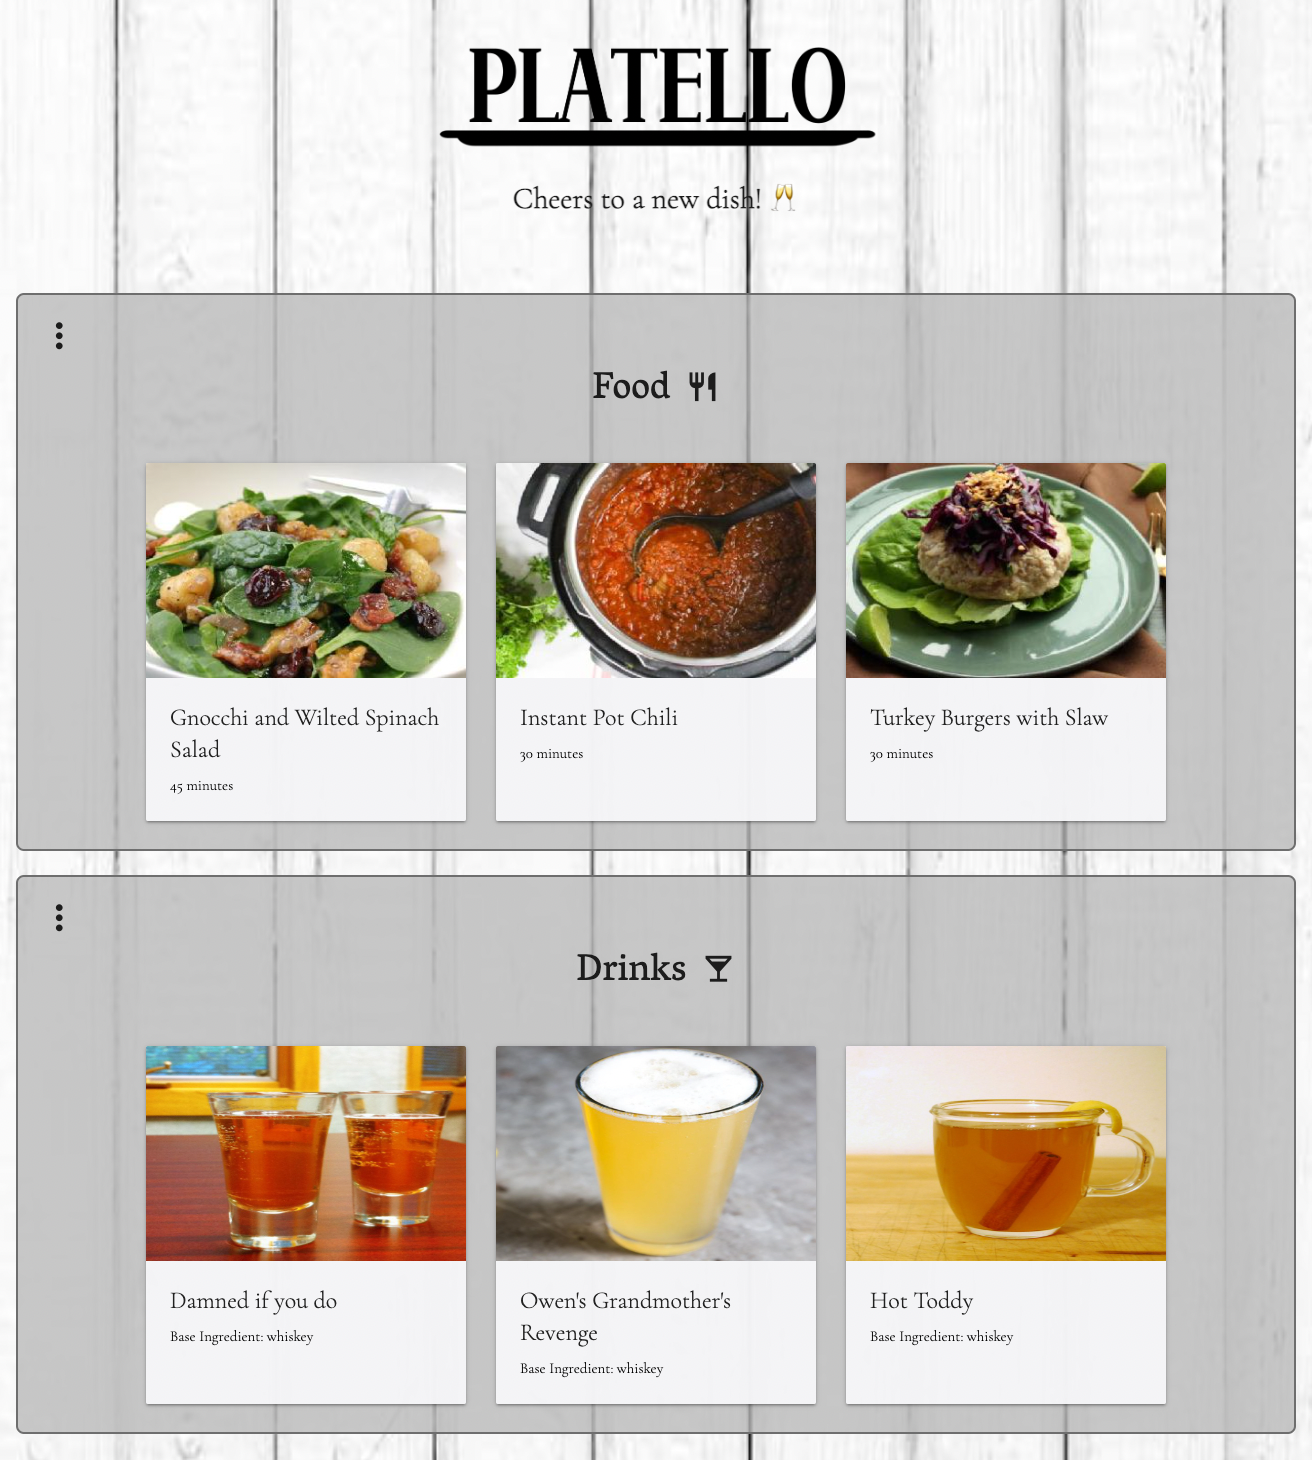 PLATELLO
Cheers to a new dish! 🥂
Food
Gnocchi and Wilted Spinach
Salad
45 minutes
Instant Pot Chili
30 minutes
Turkey Burgers with Slaw
30 minutes
Drinks
Damned if you do
Base Ingredient: whiskey
Owen's Grandmother's
Revenge
Base Ingredient: whiskey
Hot Toddy
Base Ingredient: whiskey